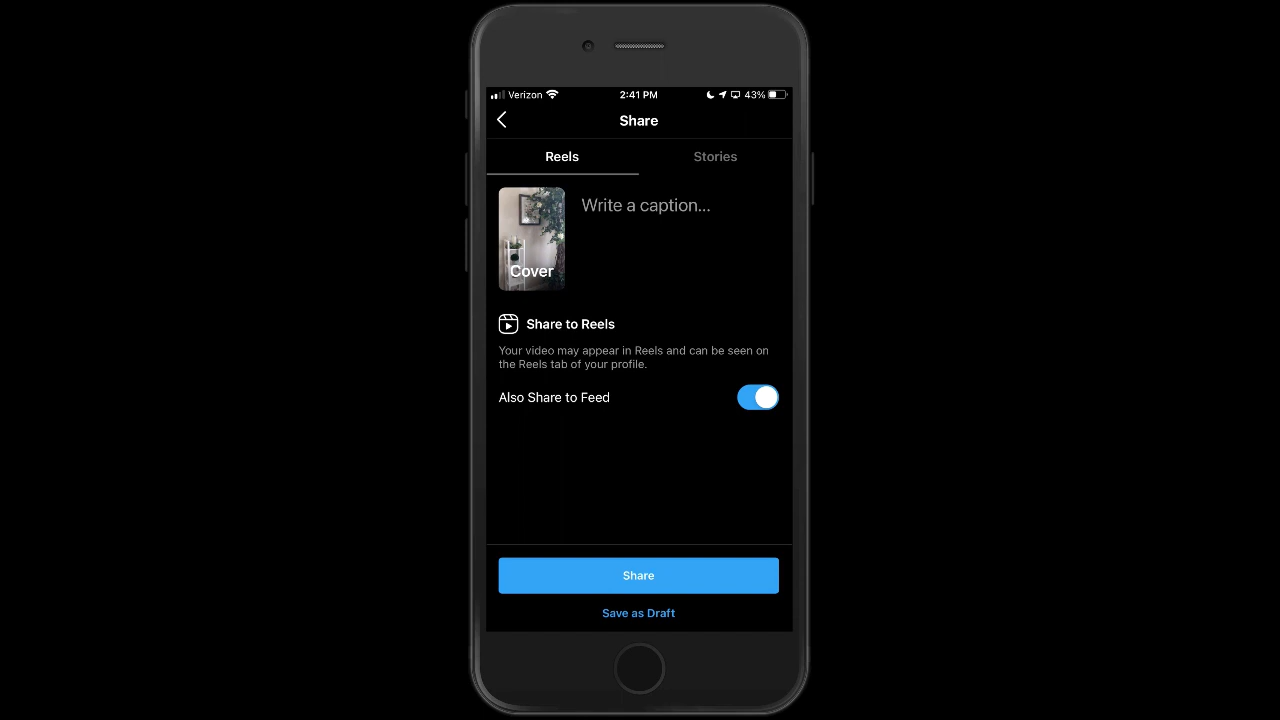 Verizon 2:41 PM 43%
Share
Reels Stories
Write a caption...
Cover
Share to Reels
Your video may appear in Reels and can be seen on
the Reels tab of your profile.
Also Share to Feed
Share
Save as Draft